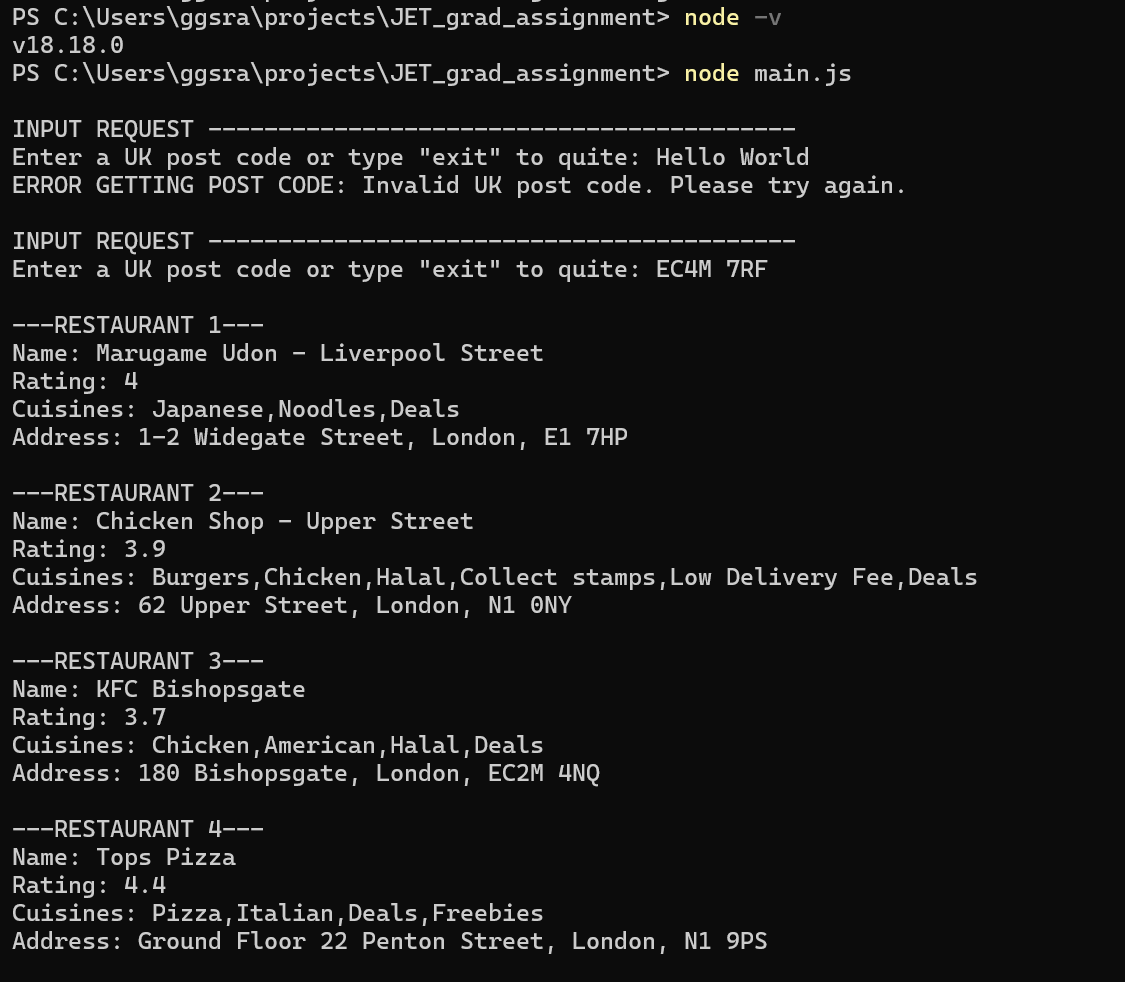 PS C:\Users\ggsra\projects\JET_grad_assignment> node -v
v18.18.0
PS C:\Users\ggsra\projects\JET_grad_assignment> node main.js
INPUT REQUEST ------------------------------------------
Enter a UK post code or type "exit" to quite: Hello World
ERROR GETTING POST CODE: Invalid UK post code. Please try again.
INPUT REQUEST ------------------------------------------
Enter a UK post code or type "exit" to quite: EC4M 7RF
---RESTAURANT 1---
Name: Marugame Udon - Liverpool Street
Rating: 4
Cuisines: Japanese,Noodles,Deals
Address: 1-2 Widegate Street, London, E1 7HP
---RESTAURANT 2---
Name: Chicken Shop - Upper Street
Rating: 3.9
Cuisines: Burgers,Chicken,Halal,Collect stamps,Low Delivery Fee,Deals
Address: 62 Upper Street, London, N1 0NY
---RESTAURANT 3---
Name: KFC Bishopsgate
Rating: 3.7
Cuisines: Chicken,American,Halal,Deals
Address: 180 Bishopsgate, London, EC2M 4NQ
---RESTAURANT 4---
Name: Tops Pizza
Rating: 4.4
Cuisines: Pizza,Italian,Deals,Freebies
Address: Ground Floor 22 Penton Street, London, N1 9PS